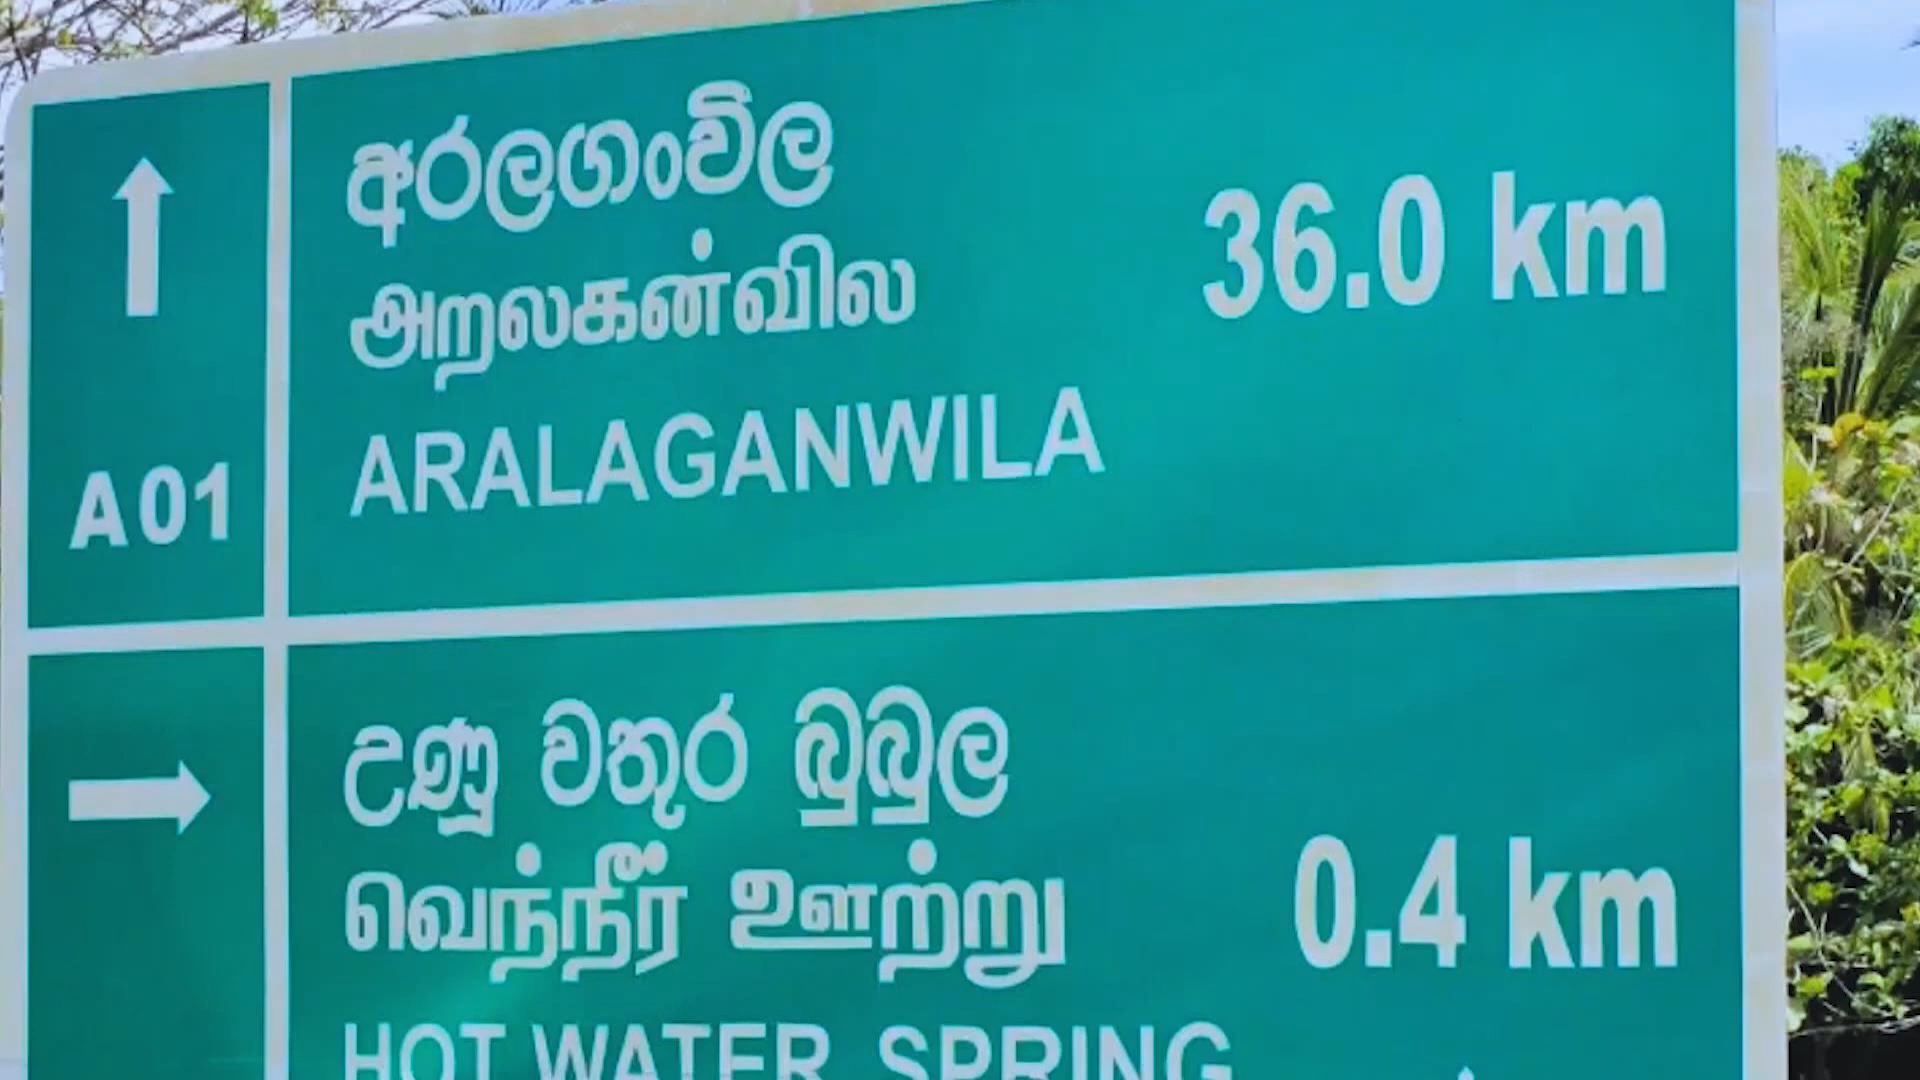 ↑
අරලගංවිල
அறலகன்வில
36.0 km
ARALAGANWILA
A01
→
උණු වතුර බුබුල
வெந்நீர் ஊற்று
0.4 km
HOT WATER SPRING